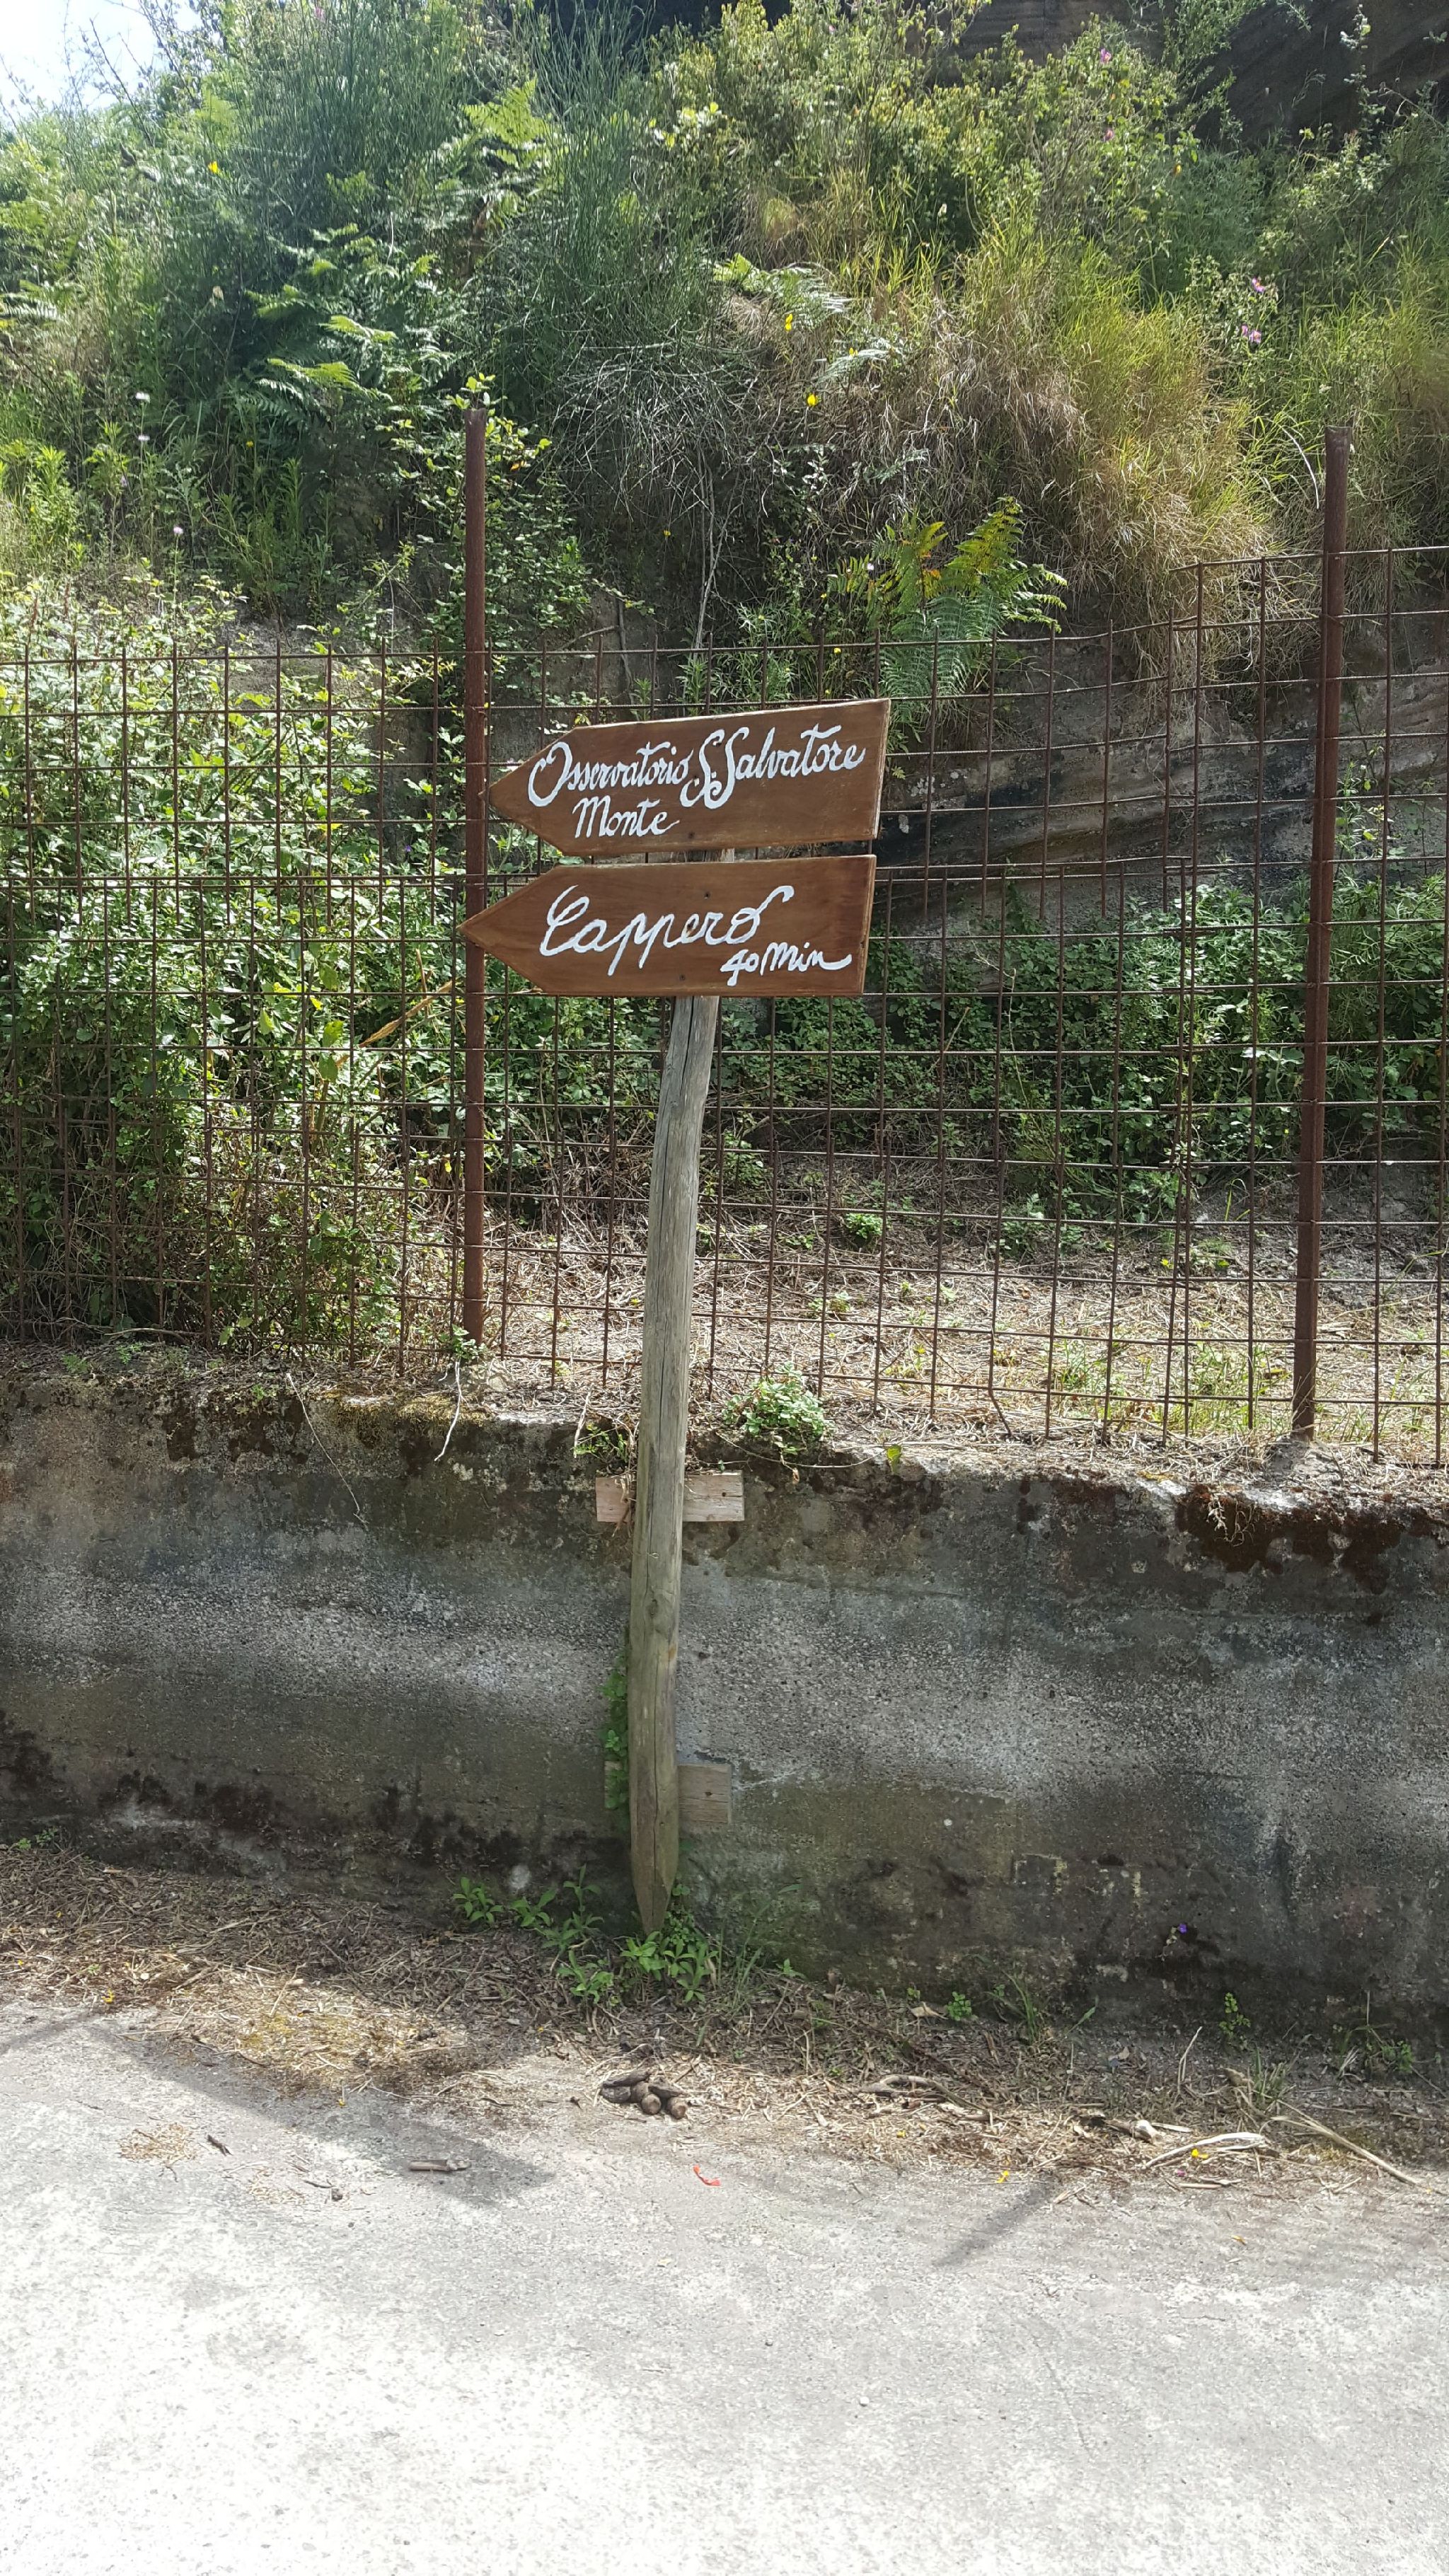 Osservatorio S. Salvatore
Monte
Cappero
40 min